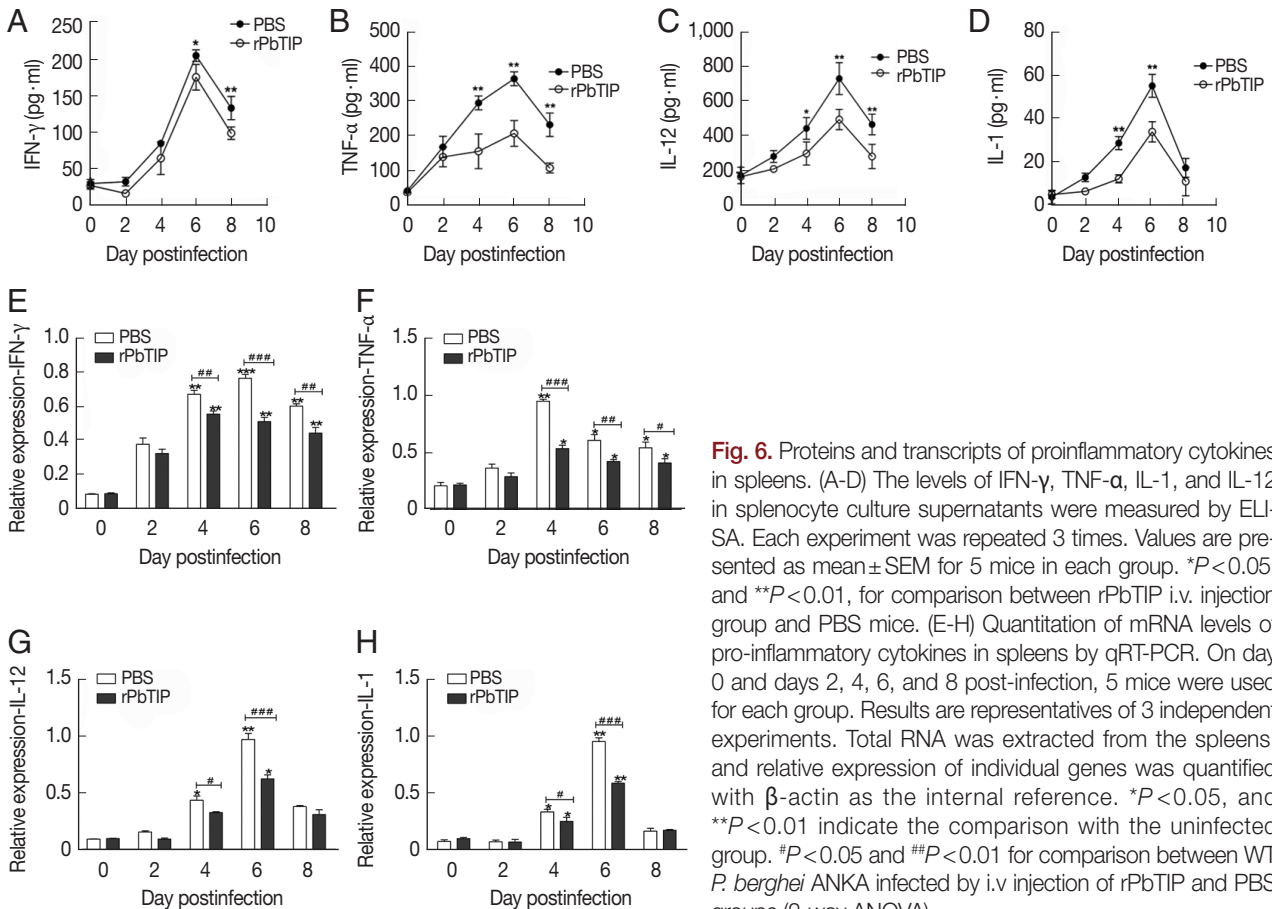 A
IFN-γ (pg·ml)
250
200
150
100
50
0
0 2 4 6 8 10
Day postinfection
PBS
rPbTIP
*
**
B
TNF-α (pg·ml)
500
400
300
200
100
0
0 2 4 6 8 10
Day postinfection
PBS
rPbTIP
**
**
**
C
IL-12 (pg·ml)
1,000
800
600
400
200
0
0 2 4 6 8 10
Day postinfection
PBS
rPbTIP
*
**
**
D
IL-1 (pg·ml)
80
60
40
20
0
0 2 4 6 8 10
Day postinfection
PBS
rPbTIP
**
**
E
Relative expression-IFN-γ
1.0
0.8
0.6
0.4
0.2
0
0 2 4 6 8
Day postinfection
PBS
rPbTIP
##
###
##
** ** *** ** ** **
F
Relative expression-TNF-α
1.5
1.0
0.5
0
0 2 4 6 8
Day postinfection
PBS
rPbTIP
###
##
#
** * * * * *
G
Relative expression-IL-12
1.5
1.0
0.5
0
0 2 4 6 8
Day postinfection
PBS
rPbTIP
#
###
* ** *
H
Relative expression-IL-1
1.5
1.0
0.5
0
0 2 4 6 8
Day postinfection
PBS
rPbTIP
#
###
* * ** **
Fig. 6. Proteins and transcripts of proinflammatory cytokines
in spleens. (A-D) The levels of IFN-γ, TNF-α, IL-1, and IL-12
in splenocyte culture supernatants were measured by ELI-
SA. Each experiment was repeated 3 times. Values are pre-
sented as mean±SEM for 5 mice in each group. *P<0.05
and **P<0.01, for comparison between rPbTIP i.v. injection
group and PBS mice. (E-H) Quantitation of mRNA levels of
pro-inflammatory cytokines in spleens by qRT-PCR. On day
0 and days 2, 4, 6, and 8 post-infection, 5 mice were used
for each group. Results are representatives of 3 independent
experiments. Total RNA was extracted from the spleens
and relative expression of individual genes was quantified
with β-actin as the internal reference. *P<0.05, and
**P<0.01 indicate the comparison with the uninfected
group. #P<0.05 and ##P<0.01 for comparison between WT
P. berghei ANKA infected by i.v injection of rPbTIP and PBS
groups (2-way ANOVA)